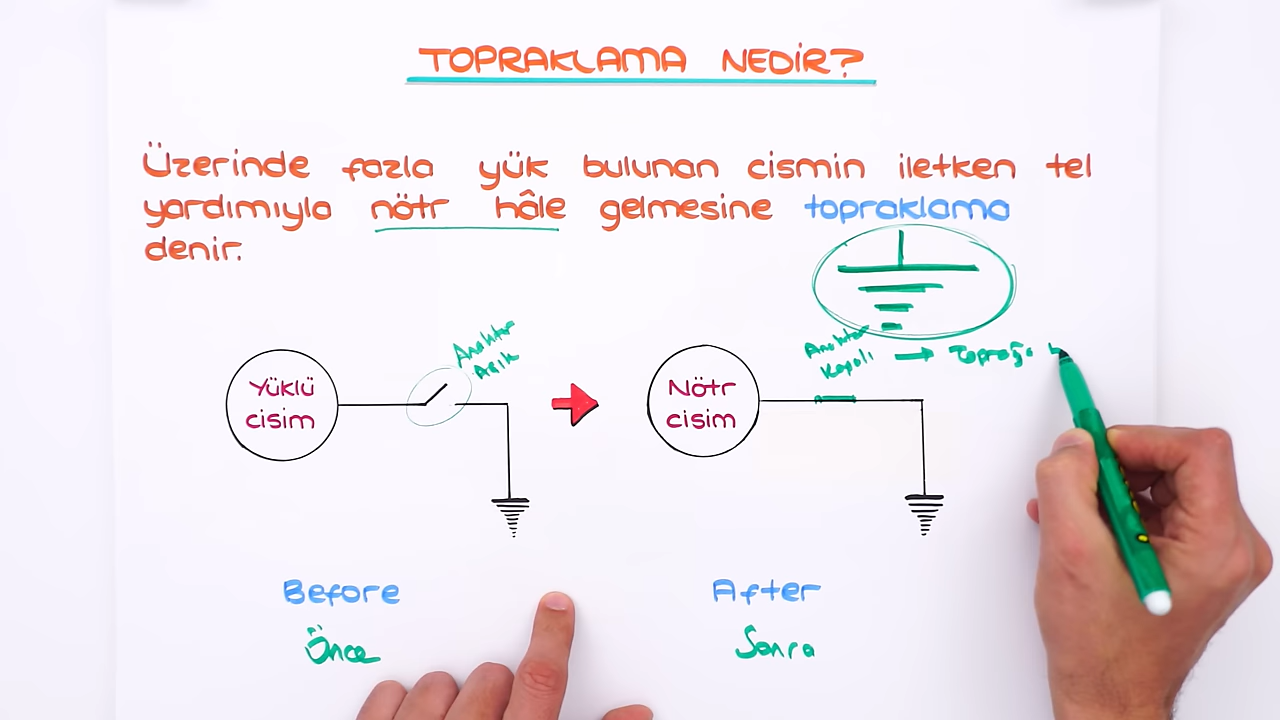 TOPRAKLAMA NEDİR?
Üzerinde fazla yük bulunan cismin iletken tel
yardımıyla nötr hâle gelmesine topraklama
denir.
Anahtar
Açık
Yüklü
cisim
Anahtar
Kapalı → Toprağa
Nötr
cisim
Before
Önce
After
Sonra